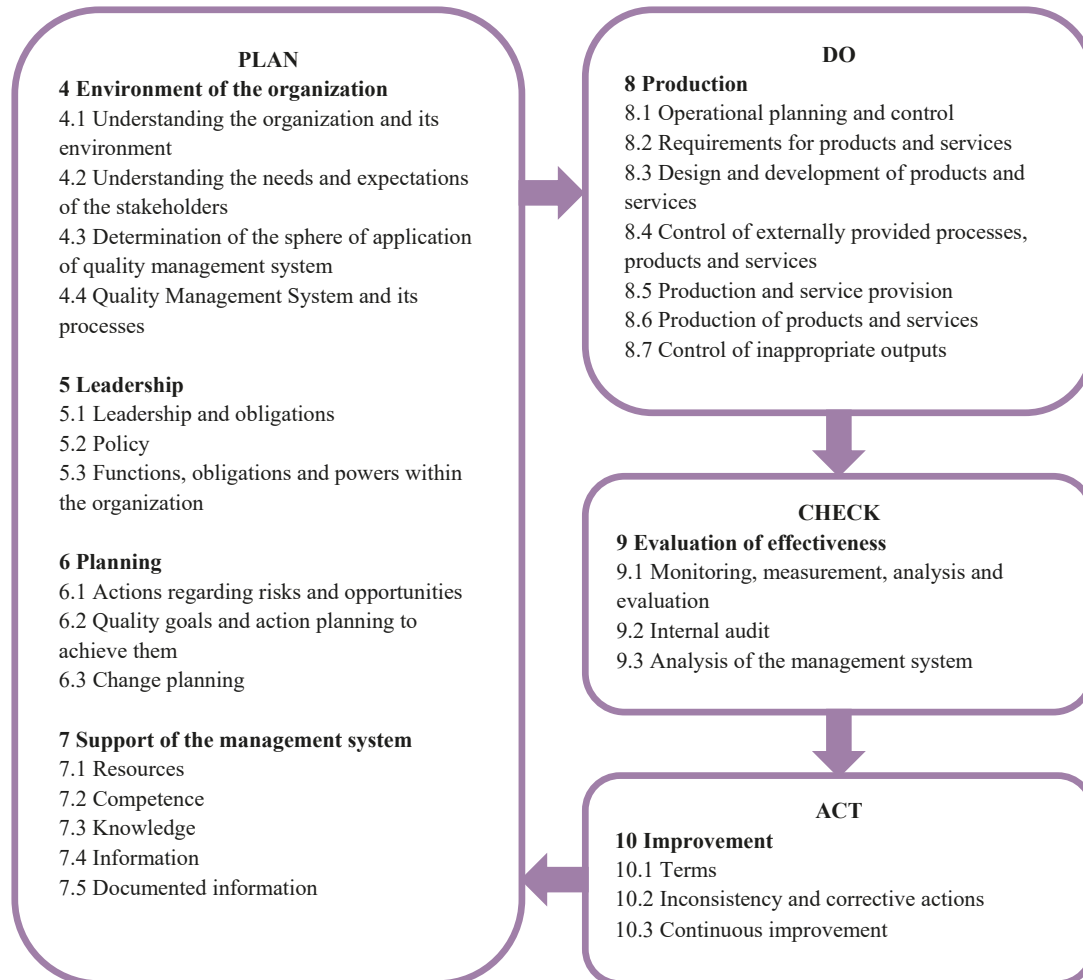 PLAN
4 Environment of the organization
4.1 Understanding the organization and its
environment
4.2 Understanding the needs and expectations
of the stakeholders
4.3 Determination of the sphere of application
of quality management system
4.4 Quality Management System and its
processes
5 Leadership
5.1 Leadership and obligations
5.2 Policy
5.3 Functions, obligations and powers within
the organization
6 Planning
6.1 Actions regarding risks and opportunities
6.2 Quality goals and action planning to
achieve them
6.3 Change planning
7 Support of the management system
7.1 Resources
7.2 Competence
7.3 Knowledge
7.4 Information
7.5 Documented information
DO
8 Production
8.1 Operational planning and control
8.2 Requirements for products and services
8.3 Design and development of products and
services
8.4 Control of externally provided processes,
products and services
8.5 Production and service provision
8.6 Production of products and services
8.7 Control of inappropriate outputs
CHECK
9 Evaluation of effectiveness
9.1 Monitoring, measurement, analysis and
evaluation
9.2 Internal audit
9.3 Analysis of the management system
ACT
10 Improvement
10.1 Terms
10.2 Inconsistency and corrective actions
10.3 Continuous improvement